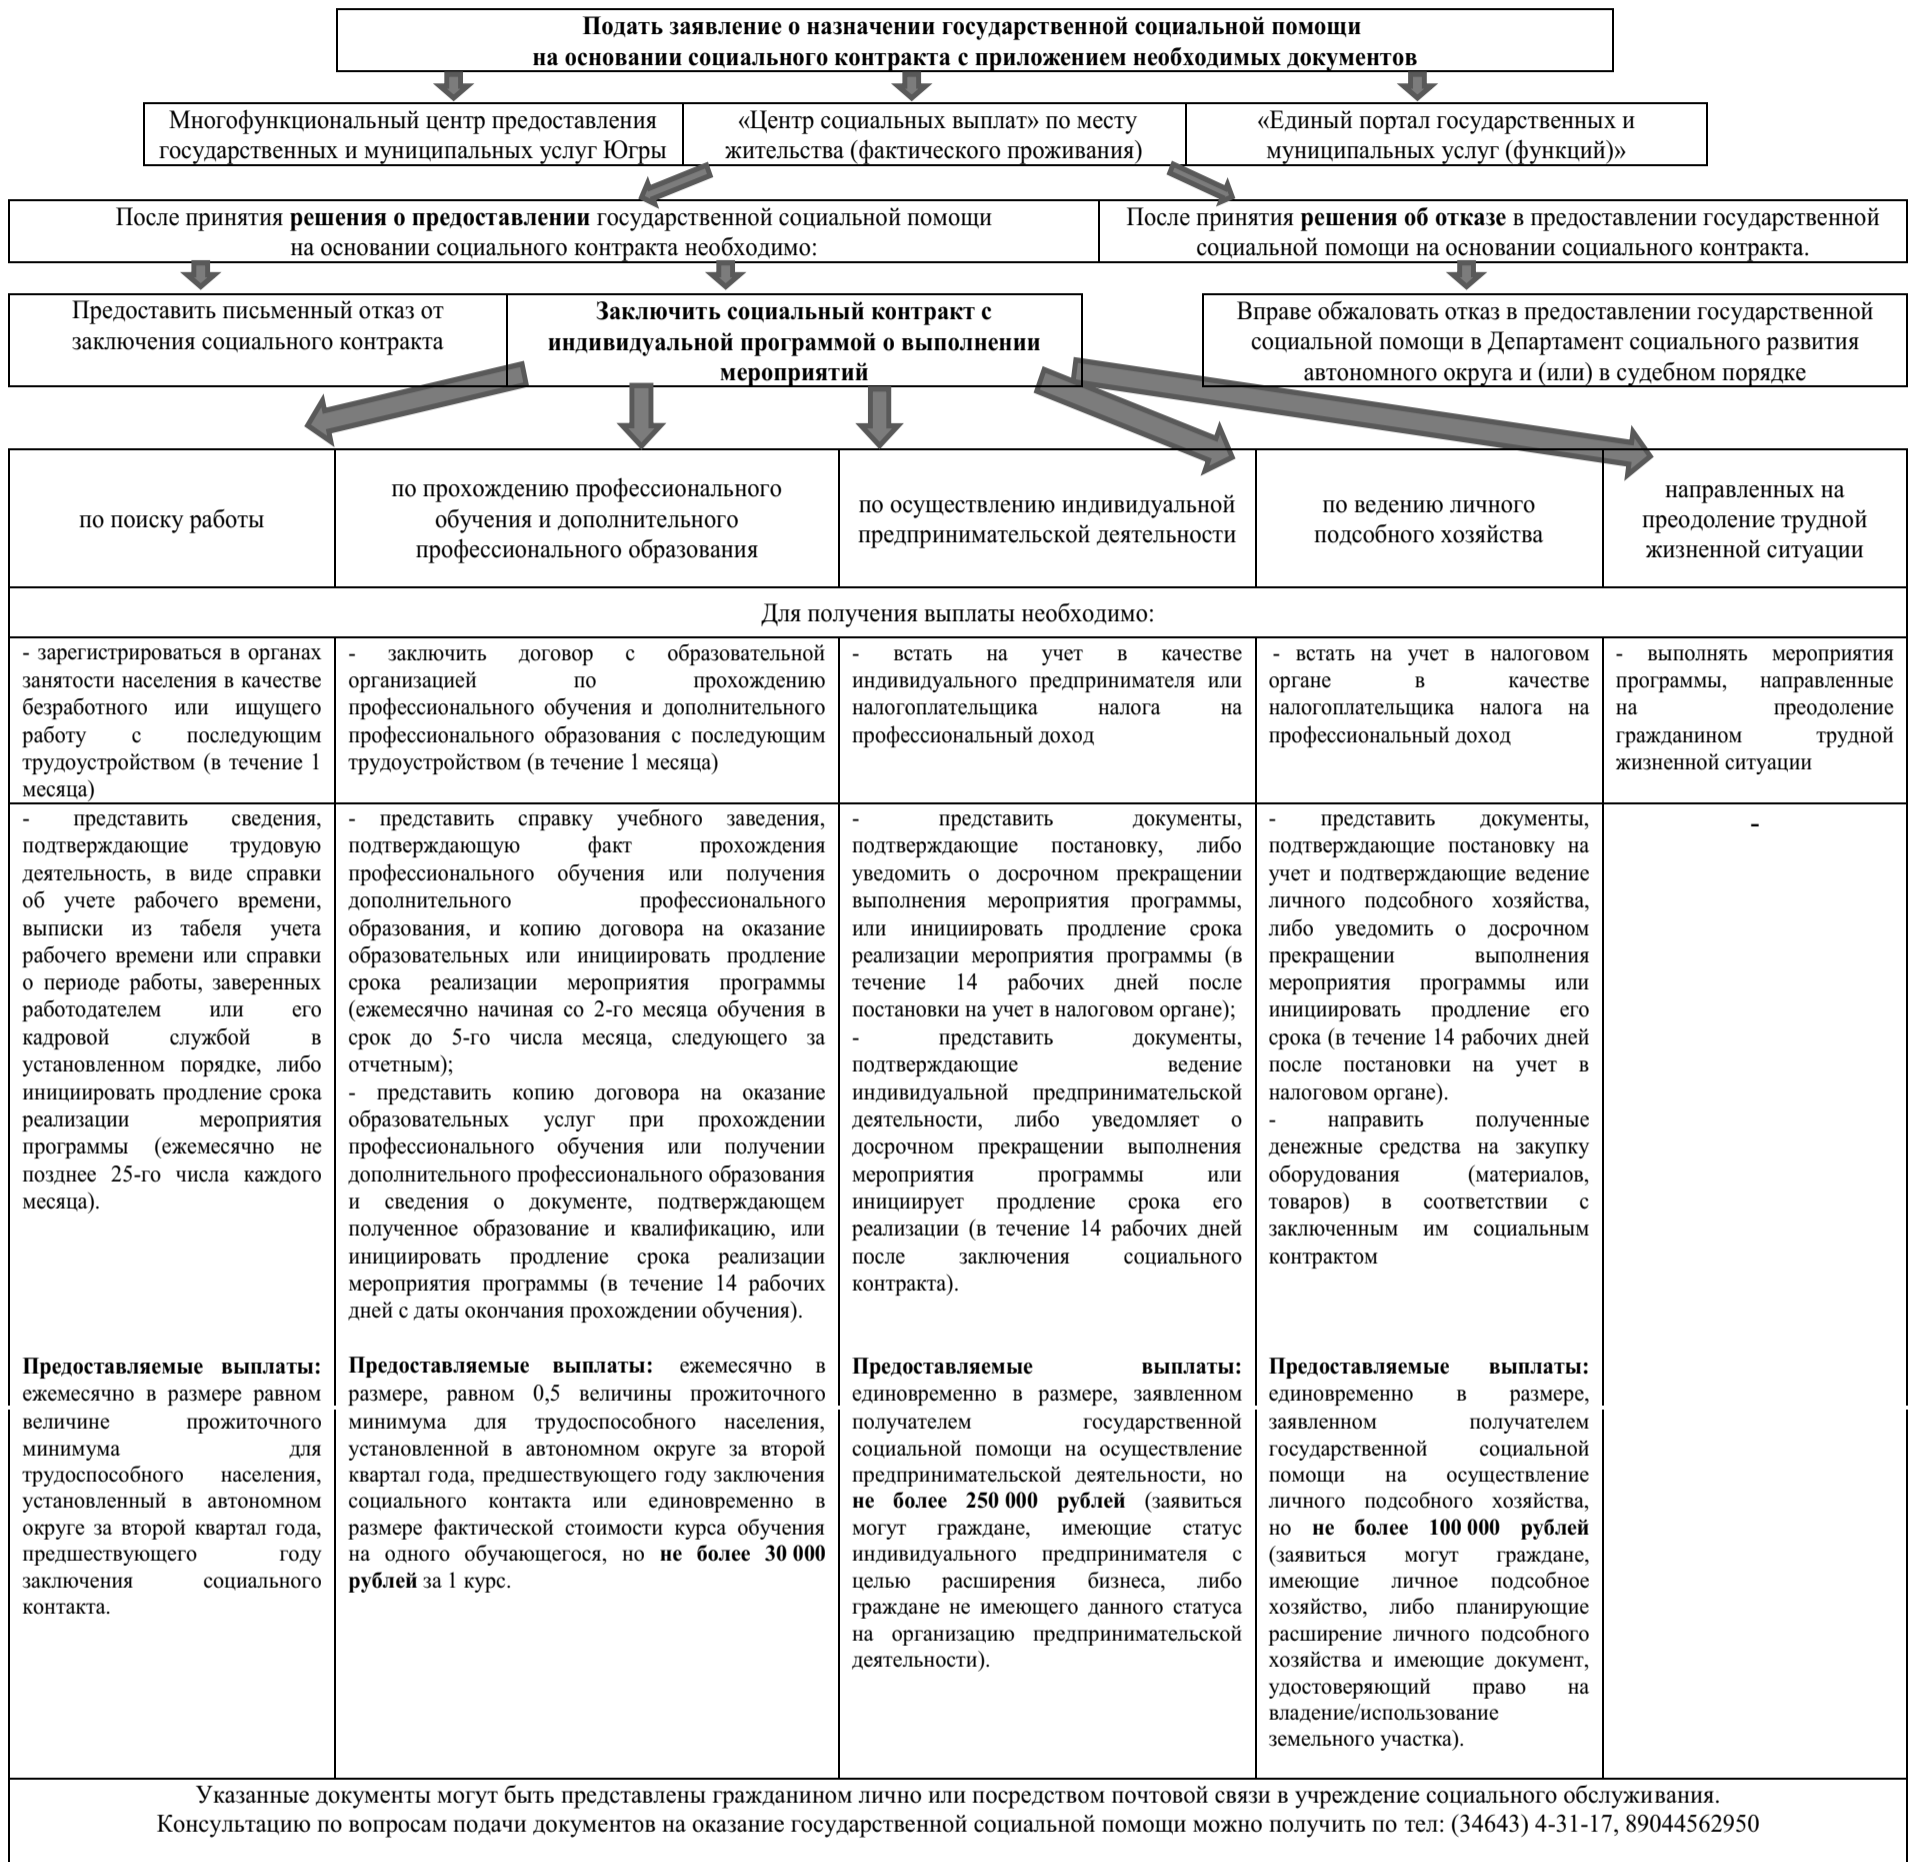 Подать заявление о назначении государственной социальной помощи
на основании социального контракта с приложением необходимых документов
Многофункциональный центр предоставления
государственных и муниципальных услуг Югры
«Центр социальных выплат» по месту
жительства (фактического проживания)
«Единый портал государственных и
муниципальных услуг (функций)»
После принятия решения о предоставлении государственной социальной помощи
на основании социального контракта необходимо:
После принятия решения об отказе в предоставлении государственной
социальной помощи на основании социального контракта.
Предоставить письменный отказ от
заключения социального контракта
Заключить социальный контракт с
индивидуальной программой о выполнении
мероприятий
Вправе обжаловать отказ в предоставлении государственной
социальной помощи в Департамент социального развития
автономного округа и (или) в судебном порядке
по поиску работы
по прохождению профессионального
обучения и дополнительного
профессионального образования
по осуществлению индивидуальной
предпринимательской деятельности
по ведению личного
подсобного хозяйства
направленных на
преодоление трудной
жизненной ситуации
Для получения выплаты необходимо:
- зарегистрироваться в органах
занятости населения в качестве
безработного или ищущего
работу с последующим
трудоустройством (в течение 1
месяца)
- заключить договор с образовательной
организацией по прохождению
профессионального обучения и дополнительного
профессионального образования с последующим
трудоустройством (в течение 1 месяца)
- встать на учет в качестве
индивидуального предпринимателя или
налогоплательщика налога на
профессиональный доход
- встать на учет в налоговом
органе в качестве
налогоплательщика налога на
профессиональный доход
- выполнять мероприятия
программы, направленные
на преодоление
гражданином трудной
жизненной ситуации
- представить сведения,
подтверждающие трудовую
деятельность, в виде справки
об учете рабочего времени,
выписки из табеля учета
рабочего времени или справки
о периоде работы, заверенных
работодателем или его
кадровой службой в
установленном порядке, либо
инициировать продление срока
реализации мероприятия
программы (ежемесячно не
позднее 25-го числа каждого
месяца).
Предоставляемые выплаты:
ежемесячно в размере равном
величине прожиточного
минимума для
трудоспособного населения,
установленный в автономном
округе за второй квартал года,
предшествующего году
заключения социального
контакта.
- представить справку учебного заведения,
подтверждающую факт прохождения
профессионального обучения или получения
дополнительного профессионального
образования, и копию договора на оказание
образовательных или инициировать продление
срока реализации мероприятия программы
(ежемесячно начиная со 2-го месяца обучения в
срок до 5-го числа месяца, следующего за
отчетным);
- представить копию договора на оказание
образовательных услуг при прохождении
профессионального обучения или получении
дополнительного профессионального образования
и сведения о документе, подтверждающем
полученное образование и квалификацию, или
инициировать продление срока реализации
мероприятия программы (в течение 14 рабочих
дней с даты окончания прохождении обучения).
Предоставляемые выплаты: ежемесячно в
размере, равном 0,5 величины прожиточного
минимума для трудоспособного населения,
установленной в автономном округе за второй
квартал года, предшествующего году заключения
социального контакта или единовременно в
размере фактической стоимости курса обучения
на одного обучающегося, но не более 30 000
рублей за 1 курс.
- представить документы,
подтверждающие постановку, либо
уведомить о досрочном прекращении
выполнения мероприятия программы,
или инициировать продление срока
реализации мероприятия программы (в
течение 14 рабочих дней после
постановки на учет в налоговом органе);
- представить документы,
подтверждающие ведение
индивидуальной предпринимательской
деятельности, либо уведомляет о
досрочном прекращении выполнения
мероприятия программы или
инициирует продление срока его
реализации (в течение 14 рабочих дней
после заключения социального
контракта).
Предоставляемые выплаты:
единовременно в размере, заявленном
получателем государственной
социальной помощи на осуществление
предпринимательской деятельности, но
не более 250 000 рублей (заявиться
могут граждане, имеющие статус
индивидуального предпринимателя с
целью расширения бизнеса, либо
граждане не имеющего данного статуса
на организацию предпринимательской
деятельности).
- представить документы,
подтверждающие постановку на
учет и подтверждающие ведение
личного подсобного хозяйства,
либо уведомить о досрочном
прекращении выполнения
мероприятия программы или
инициировать продление его
срока (в течение 14 рабочих дней
после постановки на учет в
налоговом органе).
- направить полученные
денежные средства на закупку
оборудования (материалов,
товаров) в соответствии с
заключенным им социальным
контрактом
Предоставляемые выплаты:
единовременно в размере,
заявленном получателем
государственной социальной
помощи на осуществление
личного подсобного хозяйства,
но не более 100 000 рублей
(заявиться могут граждане,
имеющие личное подсобное
хозяйство, либо планирующие
расширение личного подсобного
хозяйства и имеющие документ,
удостоверяющий право на
владение/использование
земельного участка).
-
Указанные документы могут быть представлены гражданином лично или посредством почтовой связи в учреждение социального обслуживания.
Консультацию по вопросам подачи документов на оказание государственной социальной помощи можно получить по тел: (34643) 4-31-17, 89044562950